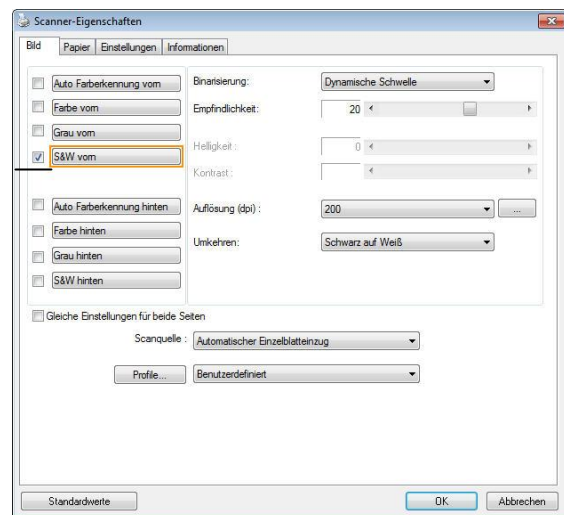 Scanner-Eigenschaften
Bild Papier Einstellungen Informationen
Auto Farberkennung vorn
Farbe vorn
Grau vorn
S&W vorn
Auto Farberkennung hinten
Farbe hinten
Grau hinten
S&W hinten
Binarisierung: Dynamische Schwelle
Empfindlichkeit: 20
Helligkeit: 0
Kontrast:
Auflösung (dpi) : 200 ...
Umkehren: Schwarz auf Weiß
Gleiche Einstellungen für beide Seiten
Scanquelle : Automatischer Einzelblatteinzug
Profile... Benutzerdefiniert
Standardwerte OK Abbrechen